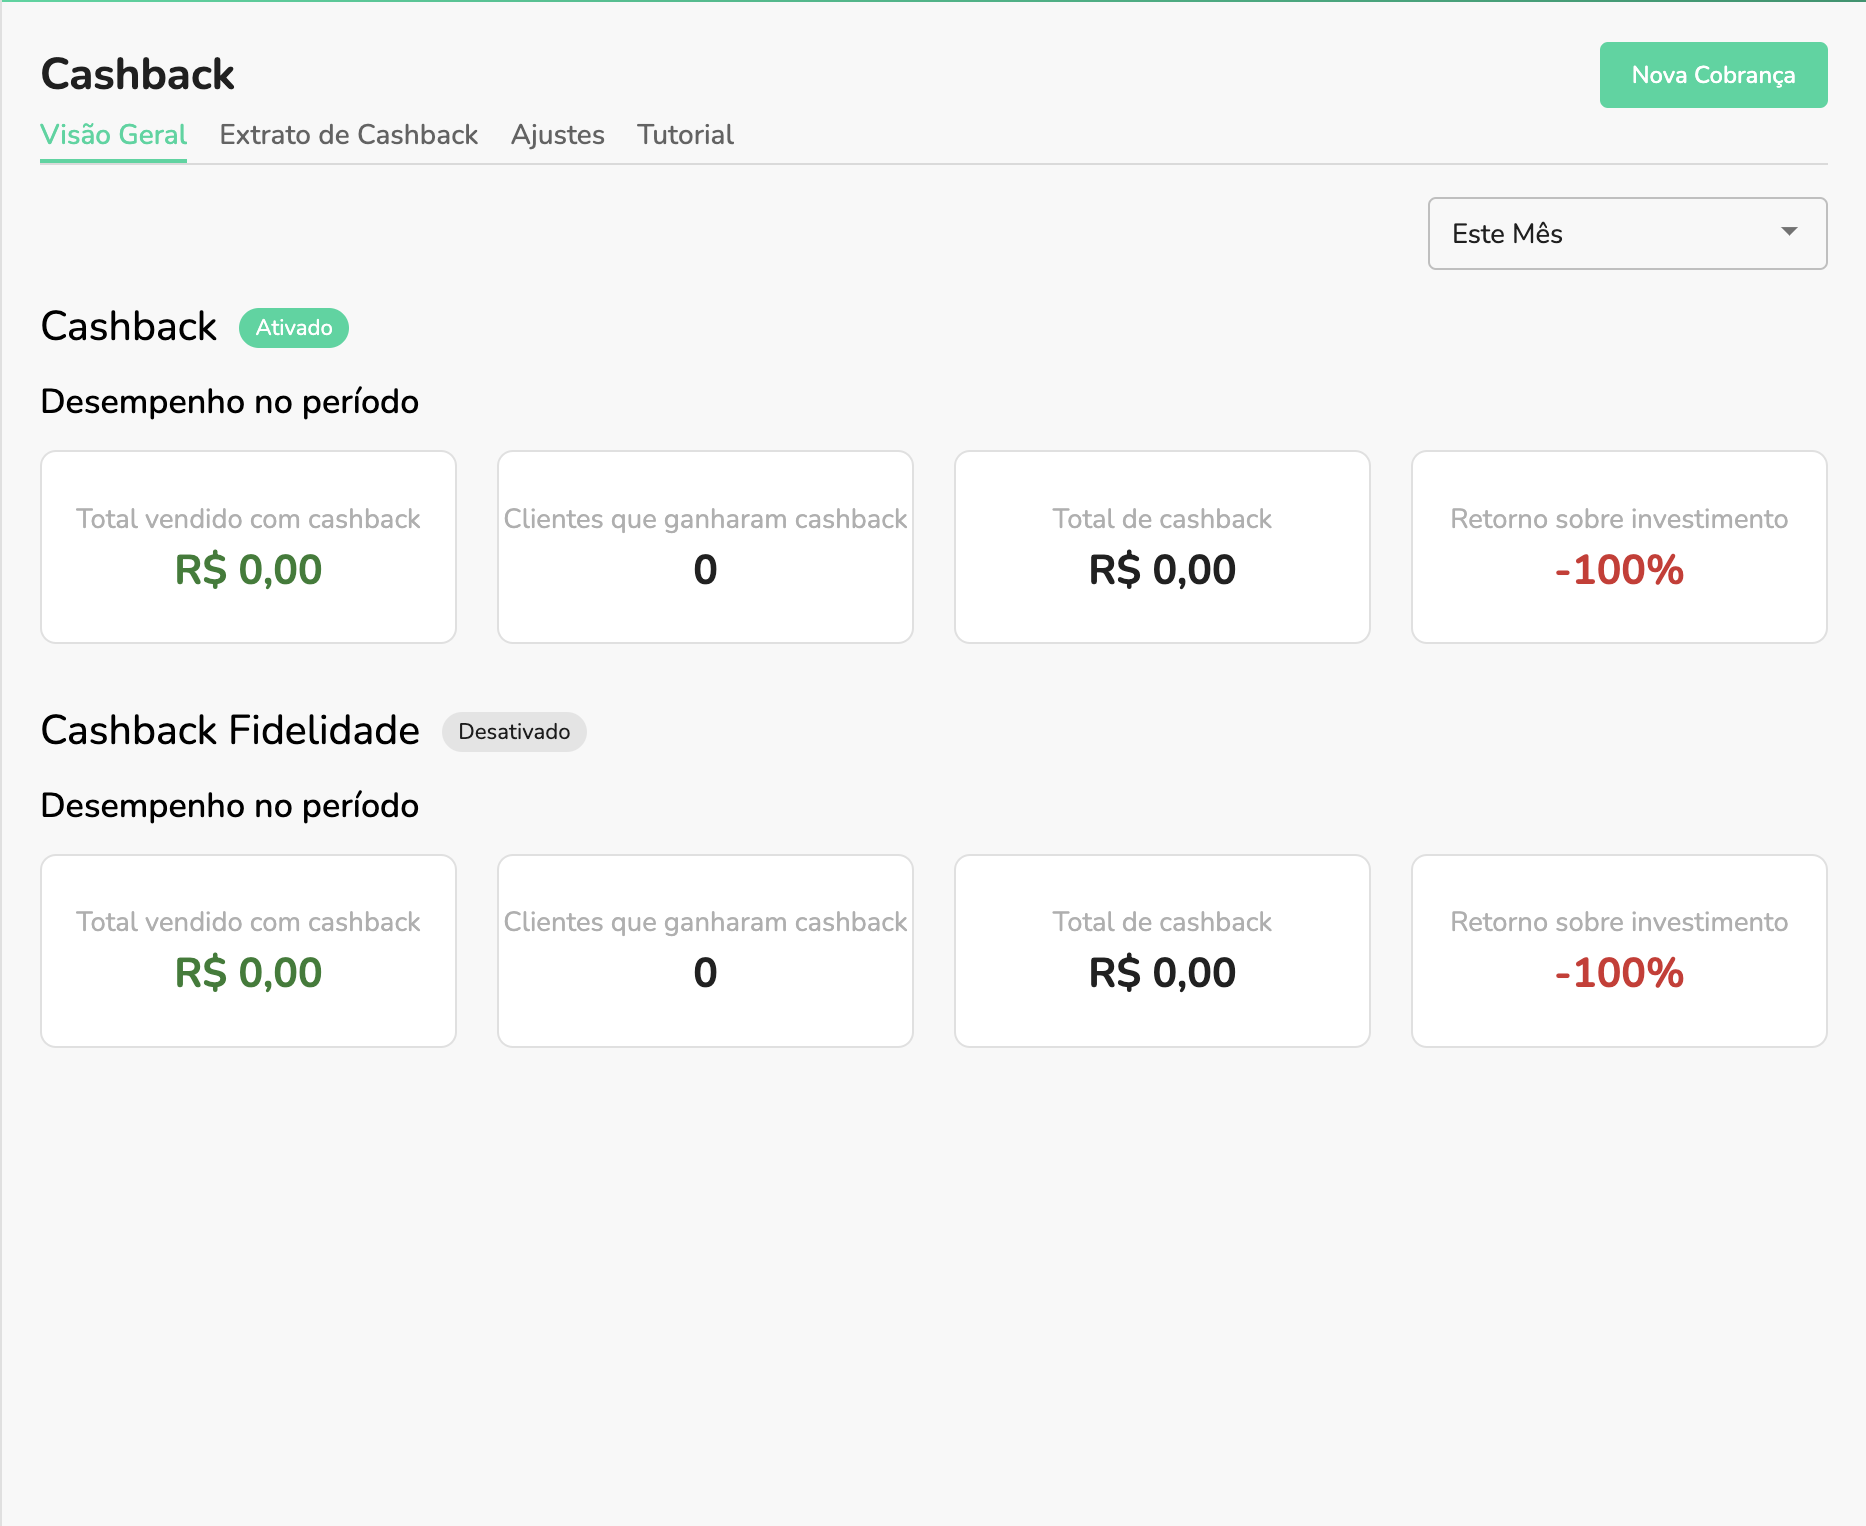 Cashback
Nova Cobrança
Visão Geral
Extrato de Cashback
Ajustes
Tutorial
Este Mês
Cashback
Ativado
Desempenho no período
Total vendido com cashback
R$ 0,00
Clientes que ganharam cashback
0
Total de cashback
R$ 0,00
Retorno sobre investimento
-100%
Cashback Fidelidade
Desativado
Desempenho no período
Total vendido com cashback
R$ 0,00
Clientes que ganharam cashback
0
Total de cashback
R$ 0,00
Retorno sobre investimento
-100%